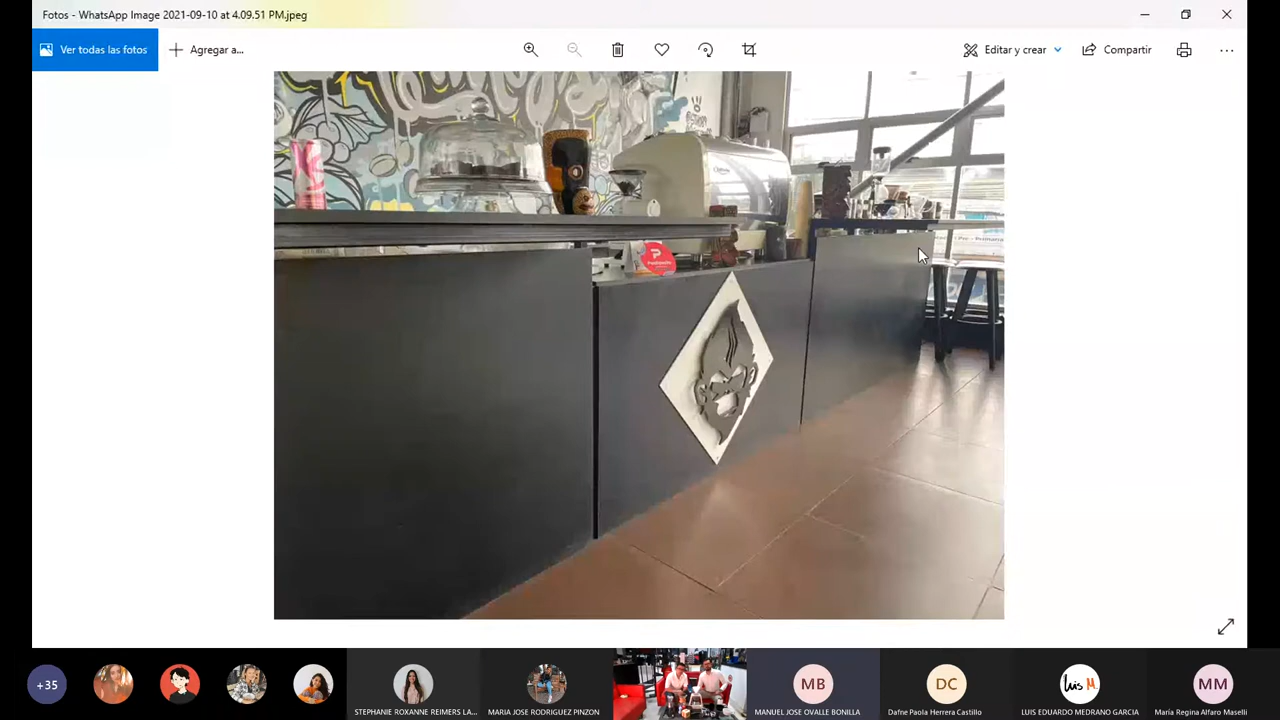 Fotos - WhatsApp Image 2021-09-10 at 4.09.51 PM.jpeg
Ver todas las fotos
Agregar a...
Editar y crear
Compartir
+35
STEPHANIE ROXANNE REIMERS LA...
MARIA JOSE RODRIGUEZ PINZON
MB
MANUEL JOSE OVALLE BONILLA
DC
Dafne Paola Herrera Castillo
Luis M.
LUIS EDUARDO MEDRANO GARCIA
MM
María Regina Alfaro Maselli